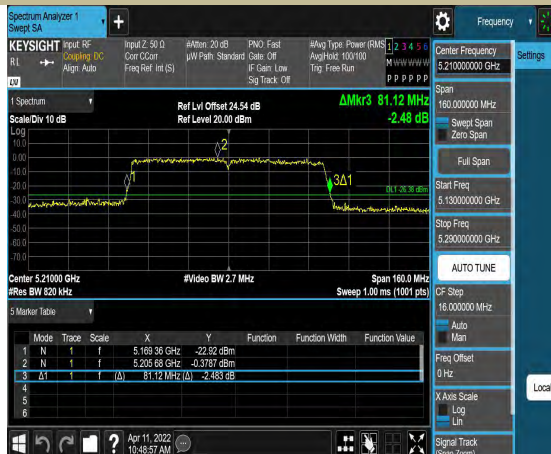 Spectrum Analyzer 1
Swept SA
+
Frequency
KEYSIGHT
Input: RF
Input Z: 50 Ω
#Atten: 20 dB
PNO: Fast
#Avg Type: Power (RMS
1 2 3 4 5 6
RL
Coupling: DC
Corr CCorr
µW Path: Standard
Gate: Off
Avg|Hold: 100/100
M W W W W W
Align: Auto
Freq Ref: Int (S)
IF Gain: Low
Trig: Free Run
Sig Track: Off
P P P P P P
LXI
1 Spectrum
Ref Lvl Offset 24.54 dB
ΔMkr3 81.12 MHz
Scale/Div 10 dB
Ref Level 20.00 dBm
-2.48 dB
Log
10.0
0.00
-10.0
-20.0
-30.0
-40.0
-50.0
-60.0
-70.0
1
2
3Δ1
DL1 -26.38 dBm
Center 5.21000 GHz
#Video BW 2.7 MHz
Span 160.0 MHz
#Res BW 820 kHz
Sweep 1.00 ms (1001 pts)
5 Marker Table
Mode Trace Scale X Y Function Function Width Function Value
1 N 1 f 5.169 36 GHz -22.92 dBm
2 N 1 f 5.205 68 GHz -0.3787 dBm
3 Δ1 1 f (Δ) 81.12 MHz (Δ) -2.483 dB
4
5
6
?
Apr 11, 2022
10:48:57 AM
Center Frequency
5.210000000 GHz
Span
160.000000 MHz
Swept Span
Zero Span
Full Span
Start Freq
5.130000000 GHz
Stop Freq
5.290000000 GHz
AUTO TUNE
CF Step
16.000000 MHz
Auto
Man
Freq Offset
0 Hz
X Axis Scale
Log
Lin
Signal Track
(Span Zoom)
Settings
Local